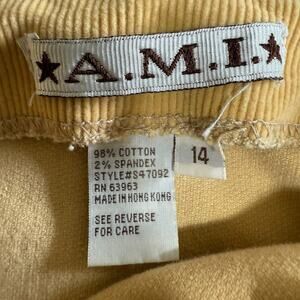 ★A.M.I.★
98% COTTON
2% SPANDEX
STYLE#S47092
RN 63963
MADE IN HONG KONG
SEE REVERSE
FOR CARE
14